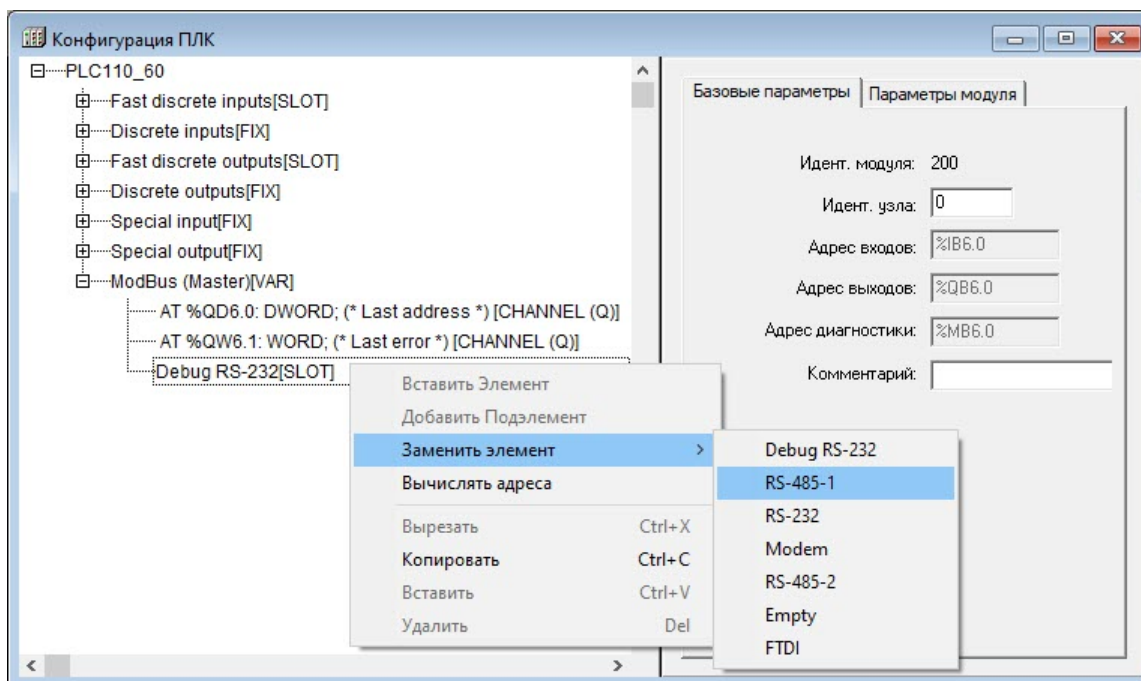 Конфигурация ПЛК
PLC110_60
Fast discrete inputs[SLOT]
Discrete inputs[FIX]
Fast discrete outputs[SLOT]
Discrete outputs[FIX]
Special input[FIX]
Special output[FIX]
ModBus (Master)[VAR]
AT %QD6.0: DWORD; (* Last address *) [CHANNEL (Q)]
AT %QW6.1: WORD; (* Last error *) [CHANNEL (Q)]
Debug RS-232[SLOT]
Вставить Элемент
Добавить Подэлемент
Заменить элемент
Вычислять адреса
Вырезать Ctrl+X
Копировать Ctrl+C
Вставить Ctrl+V
Удалить Del
Debug RS-232
RS-485-1
RS-232
Modem
RS-485-2
Empty
FTDI
Базовые параметры Параметры модуля
Идент. модуля: 200
Идент. узла: 0
Адрес входов: %IB6.0
Адрес выходов: %QB6.0
Адрес диагностики: %MB6.0
Комментарий: